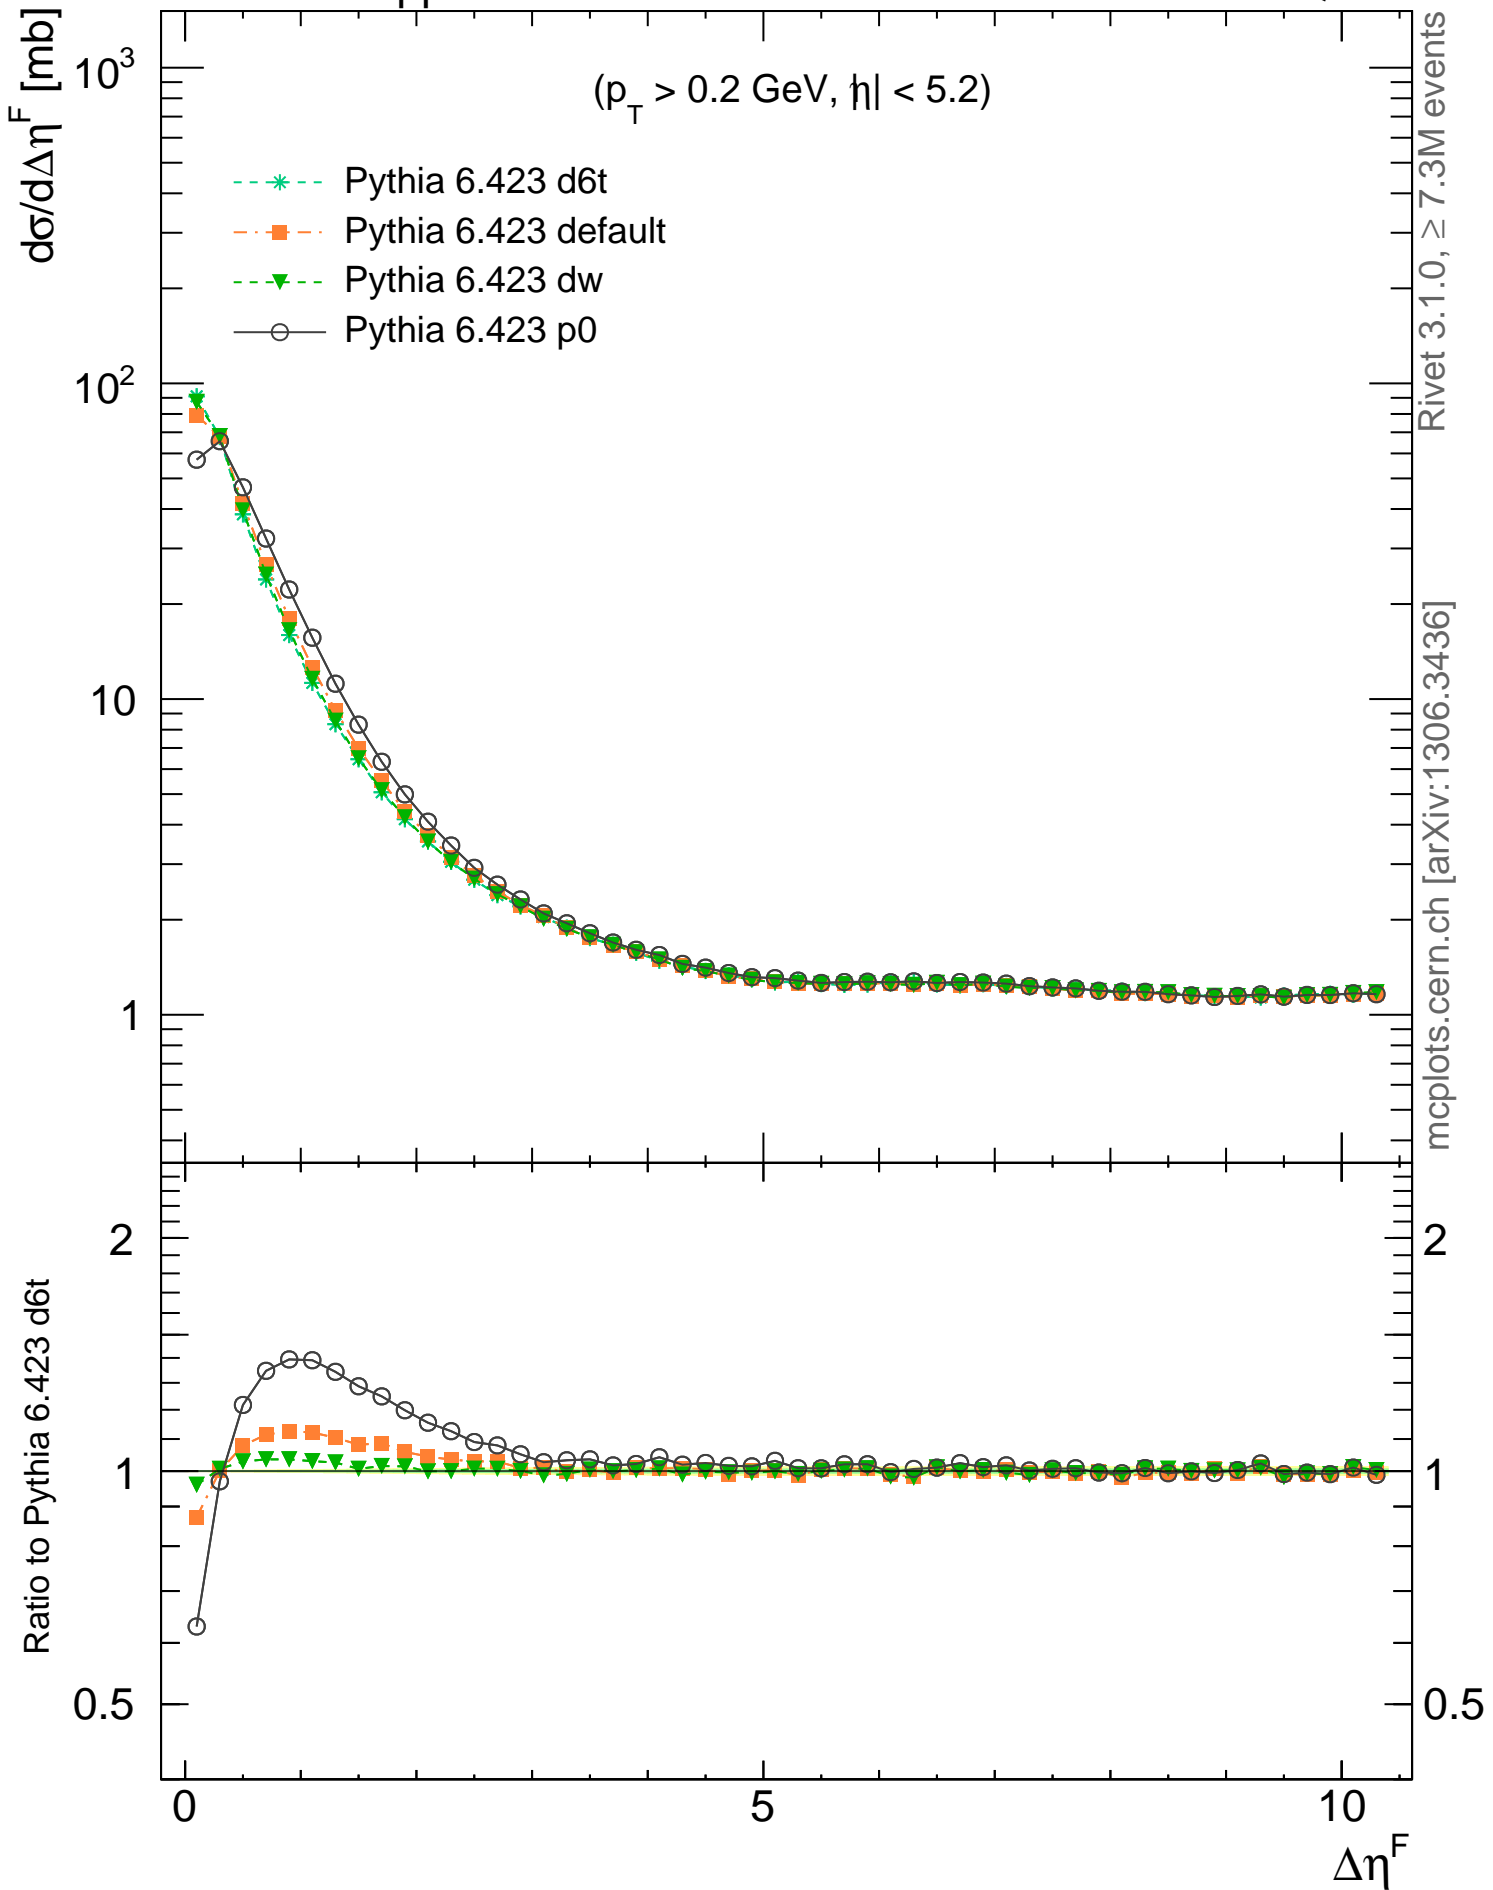 pp
dσ/dΔη^F [mb]
(p_T > 0.2 GeV, |η| < 5.2)
Pythia 6.423 d6t
Pythia 6.423 default
Pythia 6.423 dw
Pythia 6.423 p0
10^3
10^2
10
1
Rivet 3.1.0, ≥ 7.3M events
mcplots.cern.ch [arXiv:1306.3436]
Ratio to Pythia 6.423 d6t
2
1
0.5
2
1
0.5
0
5
10
Δη^F